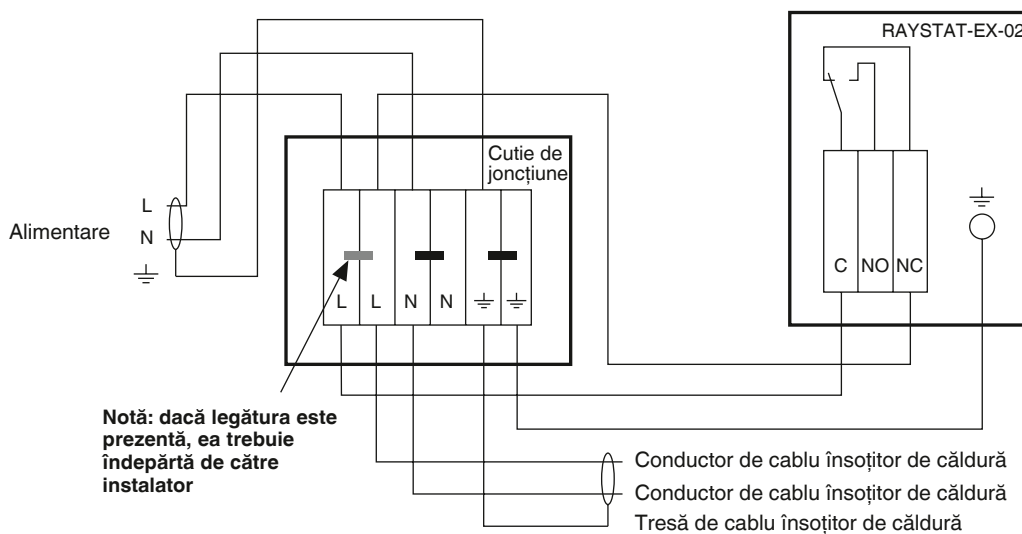 RAYSTAT-EX-02
Cutie de
joncțiune
L
Alimentare
N
C NO NC
L L N N
Notă: dacă legătura este
prezentă, ea trebuie
îndepărtă de către
instalator
Conductor de cablu însoțitor de căldură
Conductor de cablu însoțitor de căldură
Tresă de cablu însoțitor de căldură